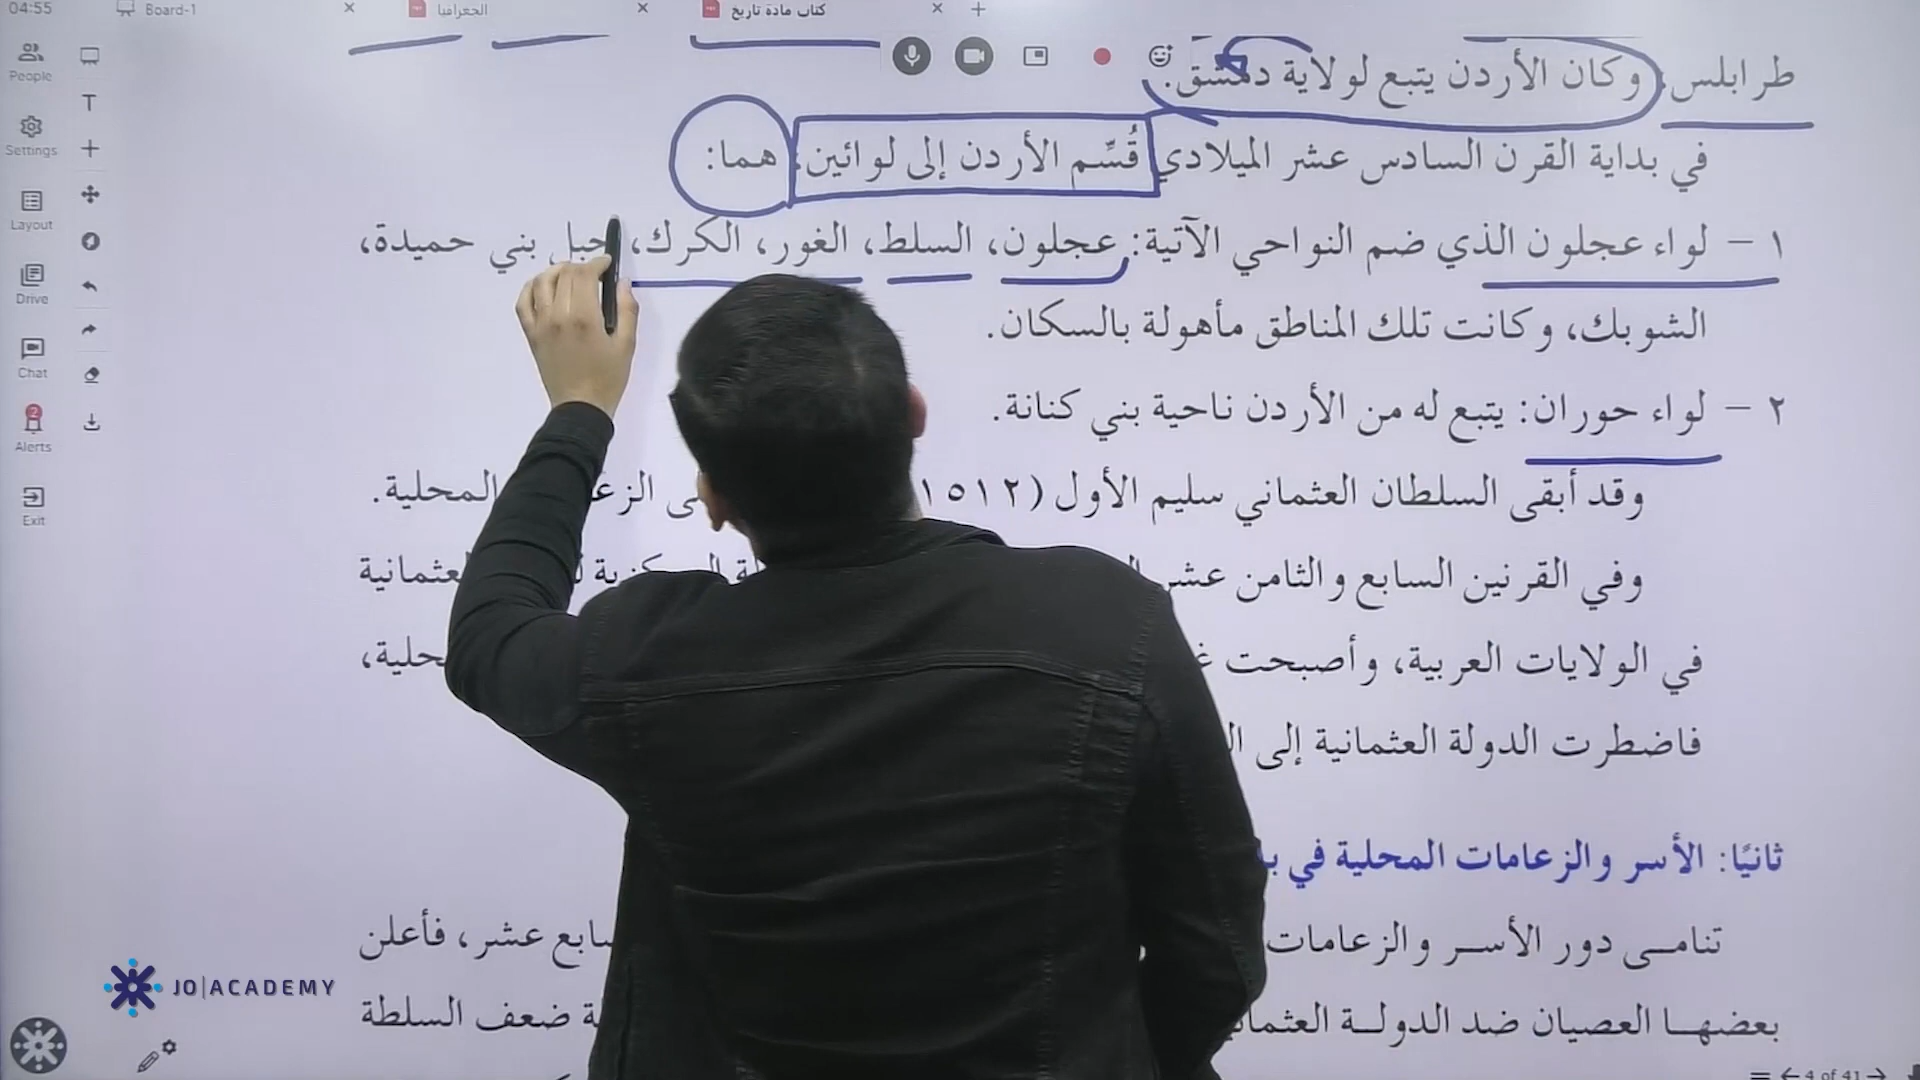 04:55
Board-1
الجغرافيا
كتاب مادة تاريخ
People
Settings
Layout
Drive
Chat
2
Alerts
Exit
T
طرابلس، وكان الأردن يتبع لولاية دمشق.
في بداية القرن السادس عشر الميلادي قُسِّم الأردن إلى لوائين، هما:
١ – لواء عجلون الذي ضم النواحي الآتية: عجلون، السلط، الغور، الكرك، جبل بني حميدة،
الشوبك، وكانت تلك المناطق مأهولة بالسكان.
٢ – لواء حوران: يتبع له من الأردن ناحية بني كنانة.
وقد أبقى السلطان العثماني سليم الأول (١٥١٢ المحلية.
وفي القرنين السابع والثامن عشر
في الولايات العربية، وأصبحت
فاضطرت الدولة العثمانية إلى
ثانيًا: الأسر والزعامات المحلية في
تنامى دور الأسر والزعامات عشر، فأعلن
بعضها العصيان ضد الدولة ضعف السلطة
JO|ACADEMY
4 of 41